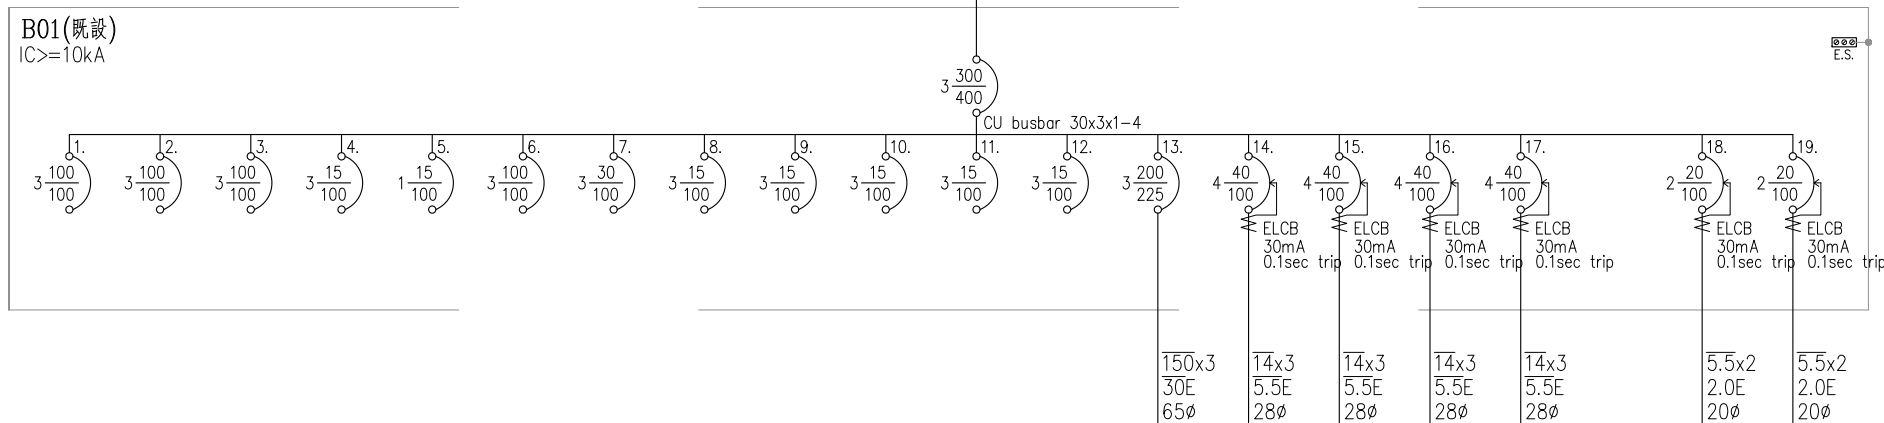 B01(既設)
IC>=10kA
E.S.
3 300/400
CU busbar 30x3x1-4
1. 2. 3. 4. 5. 6. 7. 8. 9. 10. 11. 12. 13. 14. 15. 16. 17. 18. 19.
3 100/100 3 100/100 3 100/100 3 15/100 1 15/100 3 100/100 3 30/100 3 15/100 3 15/100 3 15/100 3 15/100 3 15/100 3 200/225 4 40/100 4 40/100 4 40/100 4 40/100 2 20/100 2 20/100
ELCB ELCB ELCB ELCB ELCB ELCB
30mA 30mA 30mA 30mA 30mA 30mA
0.1sec trip 0.1sec trip 0.1sec trip 0.1sec trip 0.1sec trip 0.1sec trip
150x3 14x3 14x3 14x3 14x3 5.5x2 5.5x2
30E 5.5E 5.5E 5.5E 5.5E 2.0E 2.0E
65ø 28ø 28ø 28ø 28ø 20ø 20ø